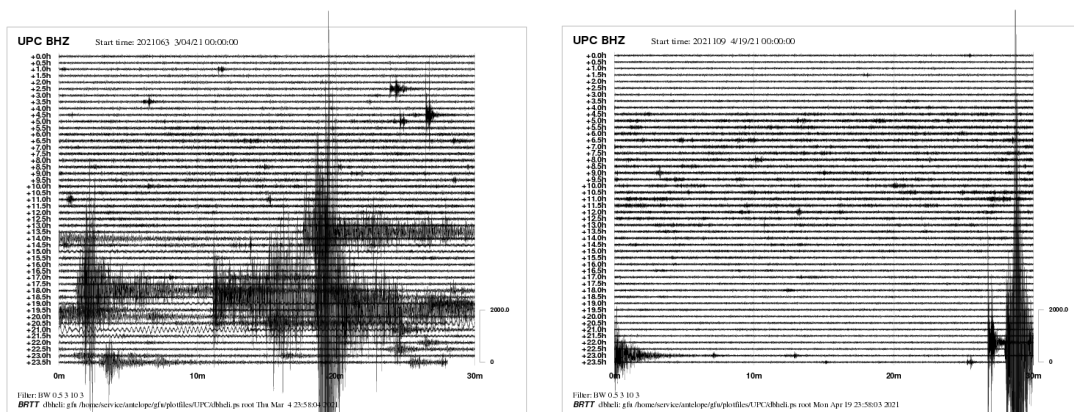 UPC BHZ Start time: 2021063 3/04/21 00:00:00
+0.0h
+0.5h
+1.0h
+1.5h
+2.0h
+2.5h
+3.0h
+3.5h
+4.0h
+4.5h
+5.0h
+5.5h
+6.0h
+6.5h
+7.0h
+7.5h
+8.0h
+8.5h
+9.0h
+9.5h
+10.0h
+10.5h
+11.0h
+11.5h
+12.0h
+12.5h
+13.0h
+13.5h
+14.0h
+14.5h
+15.0h
+15.5h
+16.0h
+16.5h
+17.0h
+17.5h
+18.0h
+18.5h
+19.0h
+19.5h
+20.0h
+20.5h
+21.0h
+21.5h
+22.0h
+22.5h
+23.0h
+23.5h
2000.0
0
0m 10m 20m 30m
Filter: BW 0.5 3 10 3
BRTT dbheli: gfu /home/service/antelope/gfu/plotfiles/UPC/dbheli.ps root Thu Mar 4 23:58:04 2021
UPC BHZ Start time: 2021109 4/19/21 00:00:00
+0.0h
+0.5h
+1.0h
+1.5h
+2.0h
+2.5h
+3.0h
+3.5h
+4.0h
+4.5h
+5.0h
+5.5h
+6.0h
+6.5h
+7.0h
+7.5h
+8.0h
+8.5h
+9.0h
+9.5h
+10.0h
+10.5h
+11.0h
+11.5h
+12.0h
+12.5h
+13.0h
+13.5h
+14.0h
+14.5h
+15.0h
+15.5h
+16.0h
+16.5h
+17.0h
+17.5h
+18.0h
+18.5h
+19.0h
+19.5h
+20.0h
+20.5h
+21.0h
+21.5h
+22.0h
+22.5h
+23.0h
+23.5h
2000.0
0
0m 10m 20m 30m
Filter: BW 0.5 3 10 3
BRTT dbheli: gfu /home/service/antelope/gfu/plotfiles/UPC/dbheli.ps root Mon Apr 19 23:58:03 2021